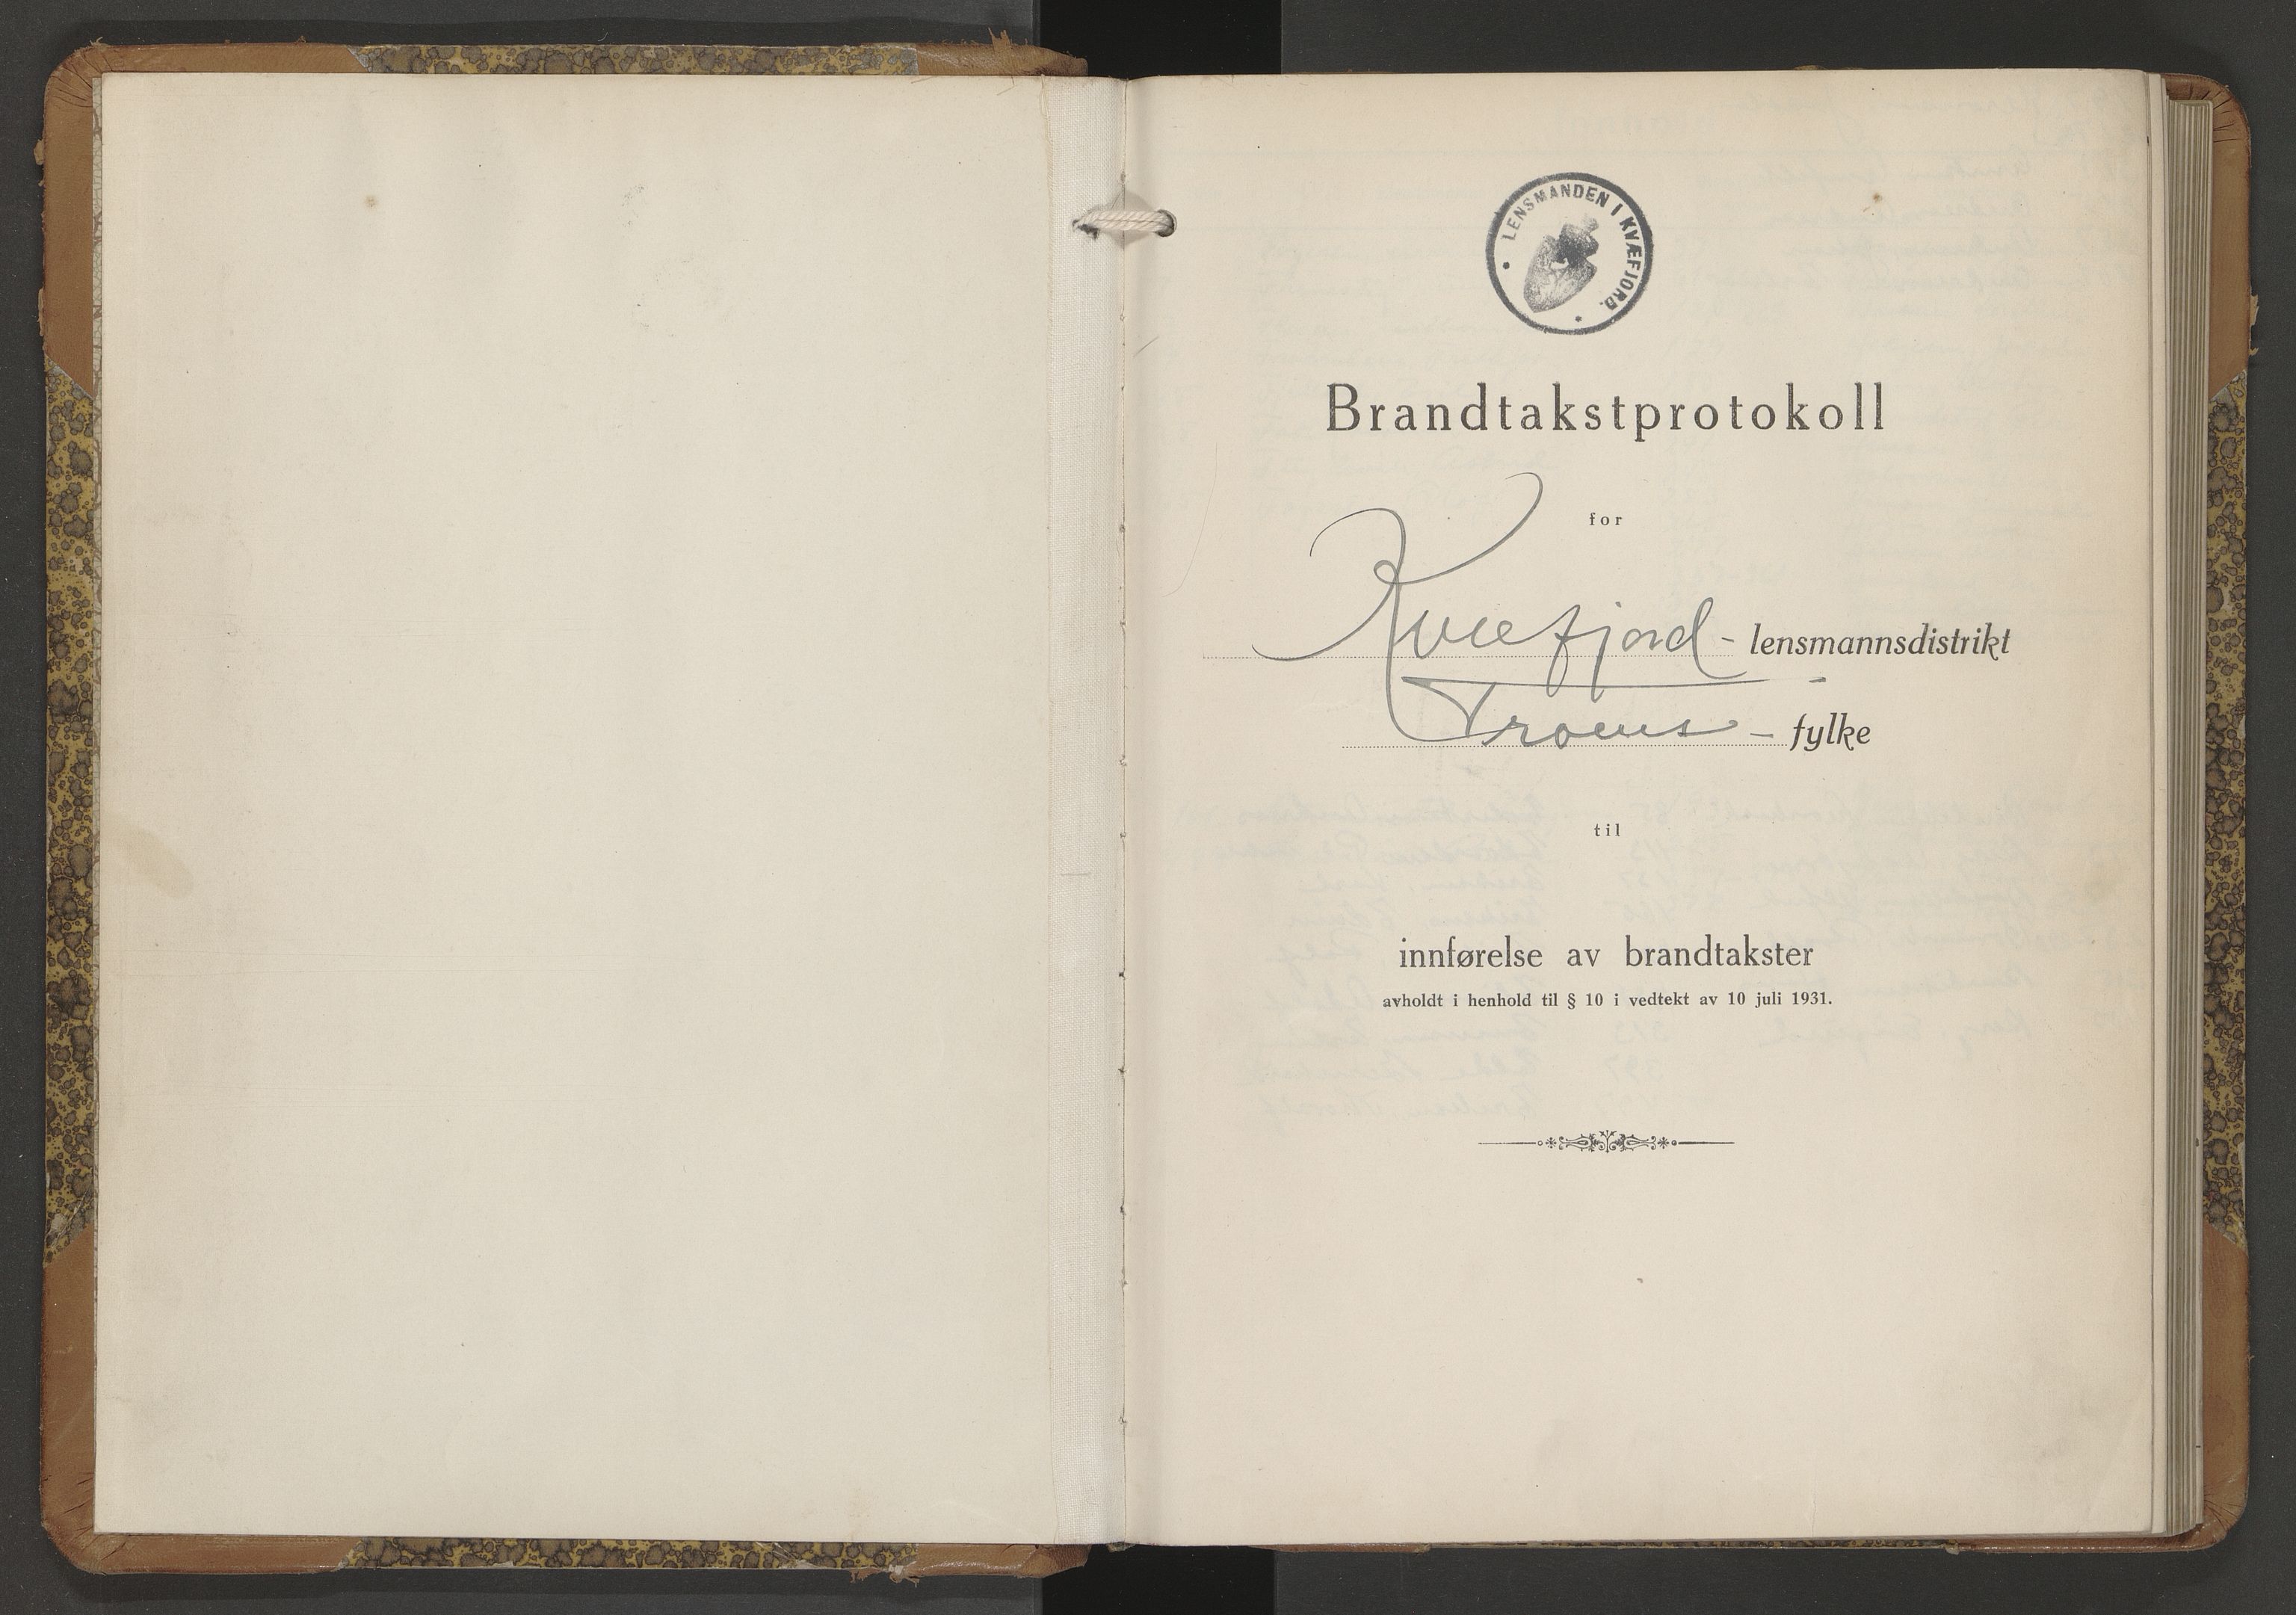 LENSMANDEN I KVÆFJORD.
Brandtakstprotokoll
for
Kvæfjord - lensmannsdistrikt
Troms - fylke
til
innførelse av brandtakster
avholdt i henhold til § 10 i vedtekt av 10 juli 1931.